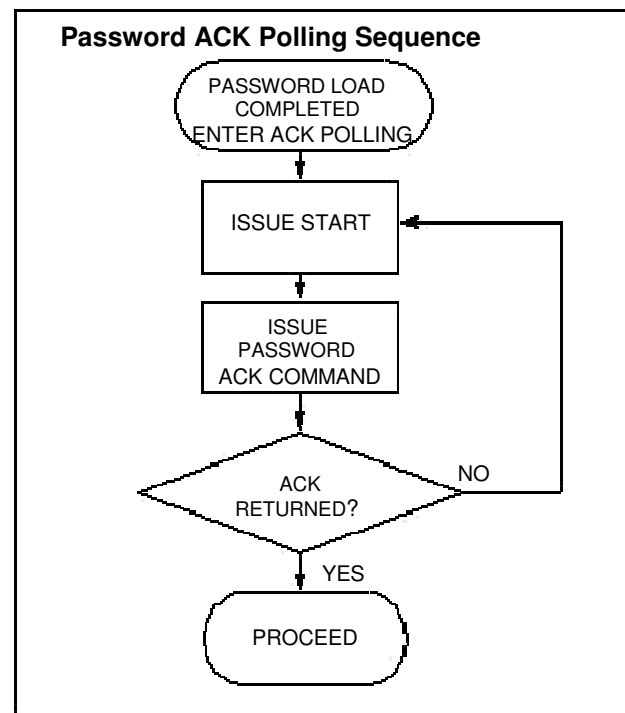 Password ACK Polling Sequence
PASSWORD LOAD
COMPLETED
ENTER ACK POLLING
ISSUE START
ISSUE
PASSWORD
ACK COMMAND
ACK
RETURNED?
NO
YES
PROCEED